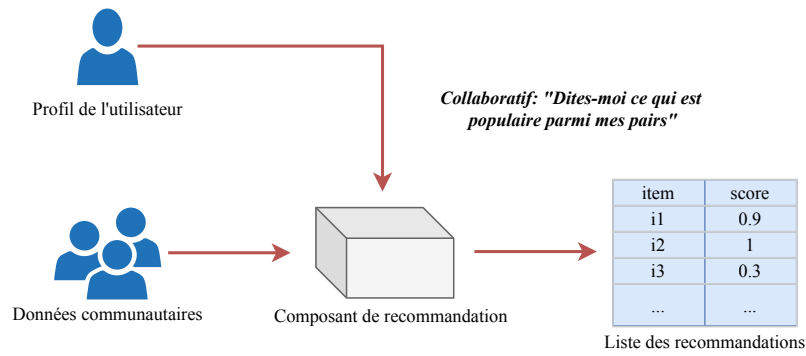 Profil de l'utilisateur
Collaboratif: "Dites-moi ce qui est
populaire parmi mes pairs"
Données communautaires
Composant de recommandation
item score
i1 0.9
i2 1
i3 0.3
... ...
Liste des recommandations